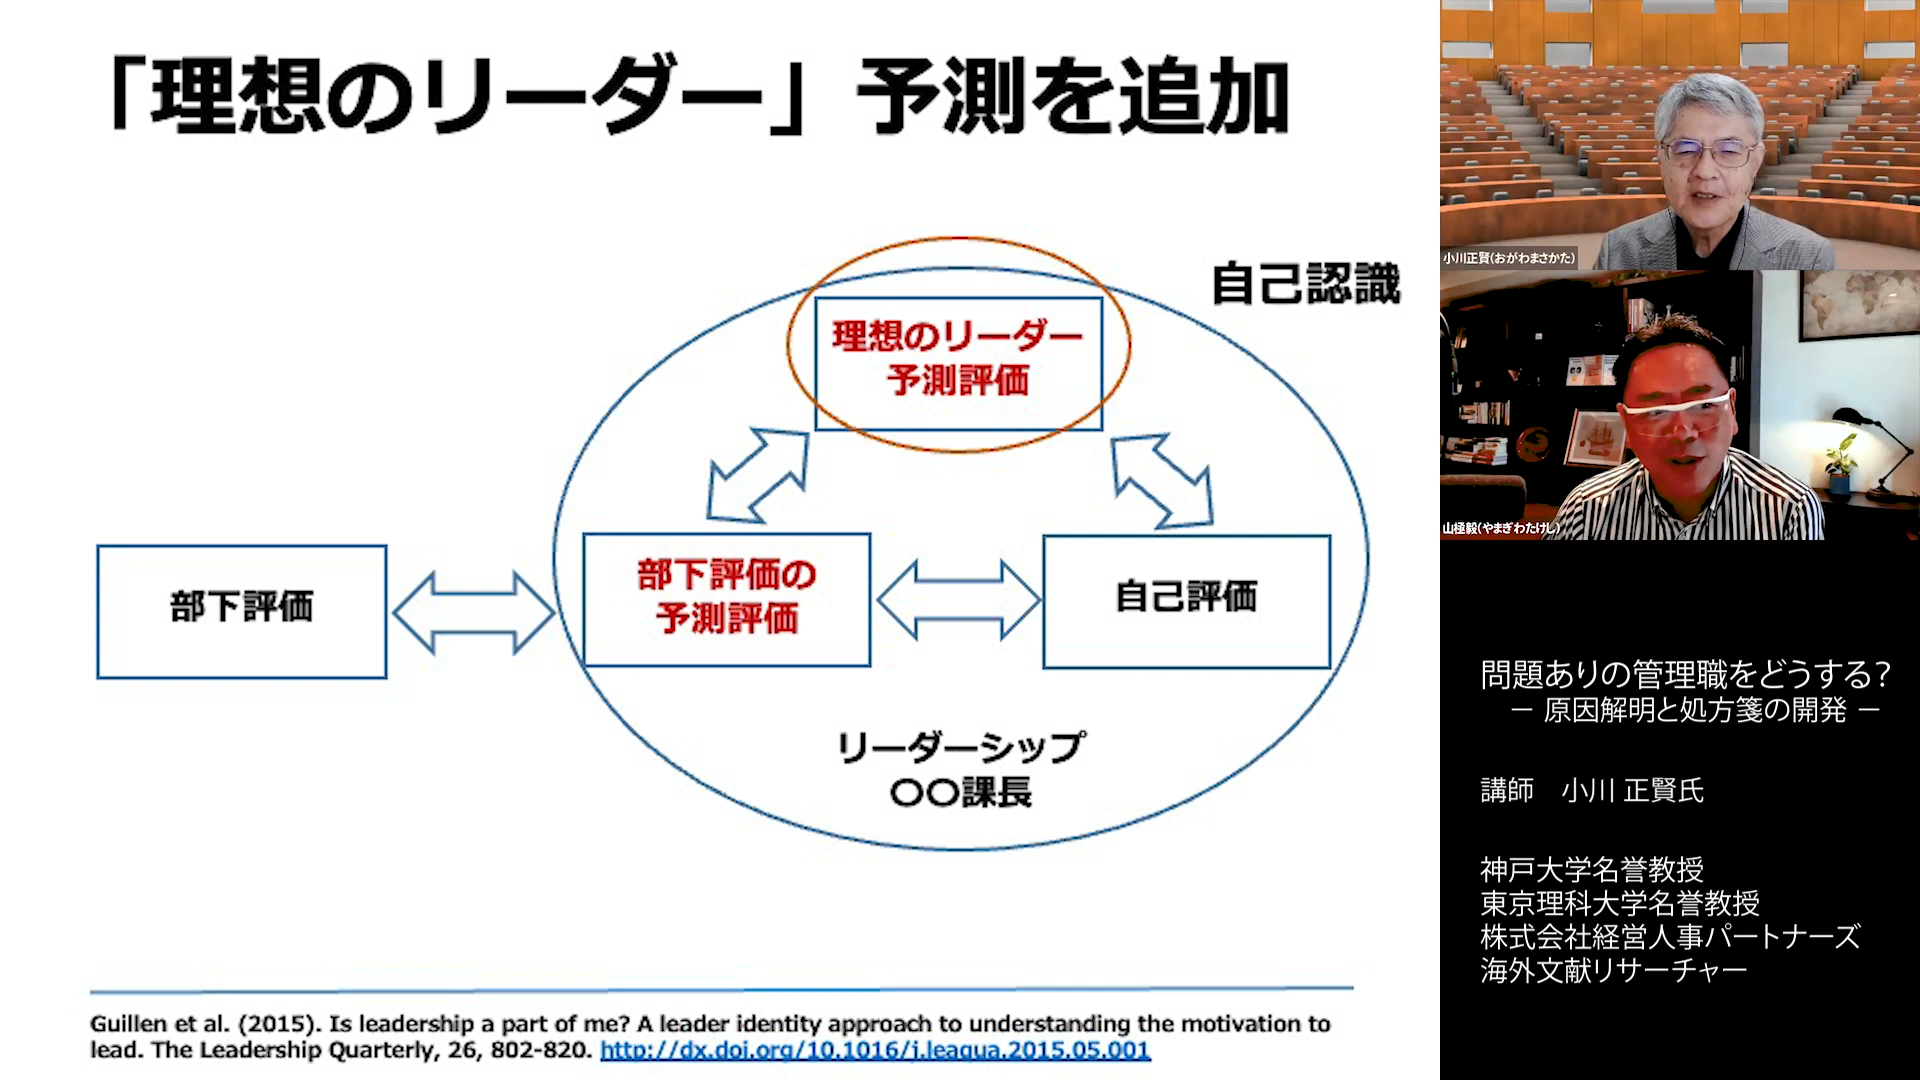 「理想のリーダー」予測を追加
自己認識
理想のリーダー
予測評価
部下評価
部下評価の
予測評価
自己評価
リーダーシップ
〇〇課長
Guillen et al. (2015). Is leadership a part of me? A leader identity approach to understanding the motivation to
lead. The Leadership Quarterly, 26, 802-820. http://dx.doi.org/10.1016/j.leaqua.2015.05.001
小川正賢(おがわまさかた)
山極毅(やまぎわたけし)
問題ありの管理職をどうする?
― 原因解明と処方箋の開発 ―
講師　小川 正賢氏
神戸大学名誉教授
東京理科大学名誉教授
株式会社経営人事パートナーズ
海外文献リサーチャー